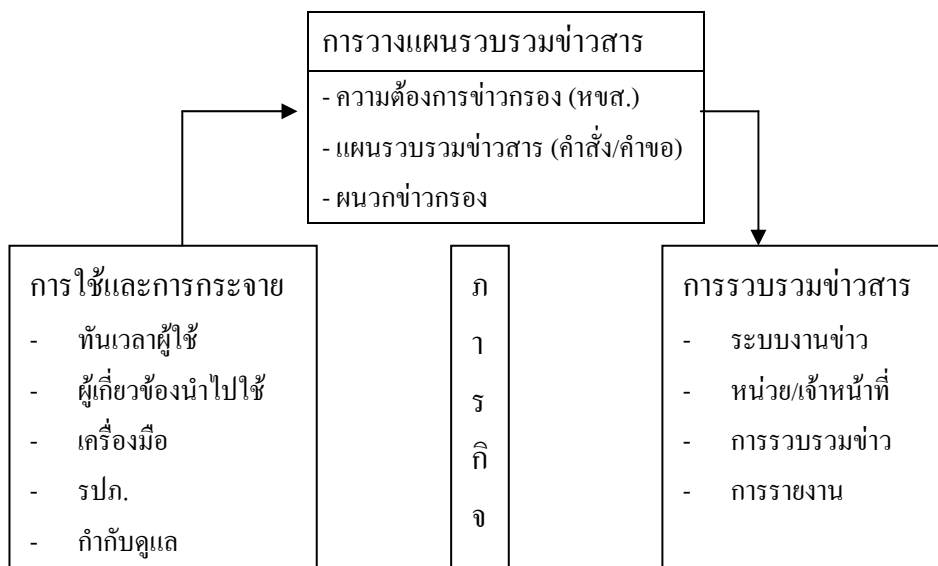 การวางแผนรวบรวมข่าวสาร
- ความต้องการข่าวกรอง (หขส.)
- แผนรวบรวมข่าวสาร (คำสั่ง/คำขอ)
- ผนวกข่าวกรอง
การใช้และการกระจาย
- ทันเวลาผู้ใช้
- ผู้เกี่ยวข้องนำไปใช้
- เครื่องมือ
- รปภ.
- กำกับดูแล
ภ
า
ร
กิ
จ
การรวบรวมข่าวสาร
- ระบบงานข่าว
- หน่วย/เจ้าหน้าที่
- การรวบรวมข่าว
- การรายงาน